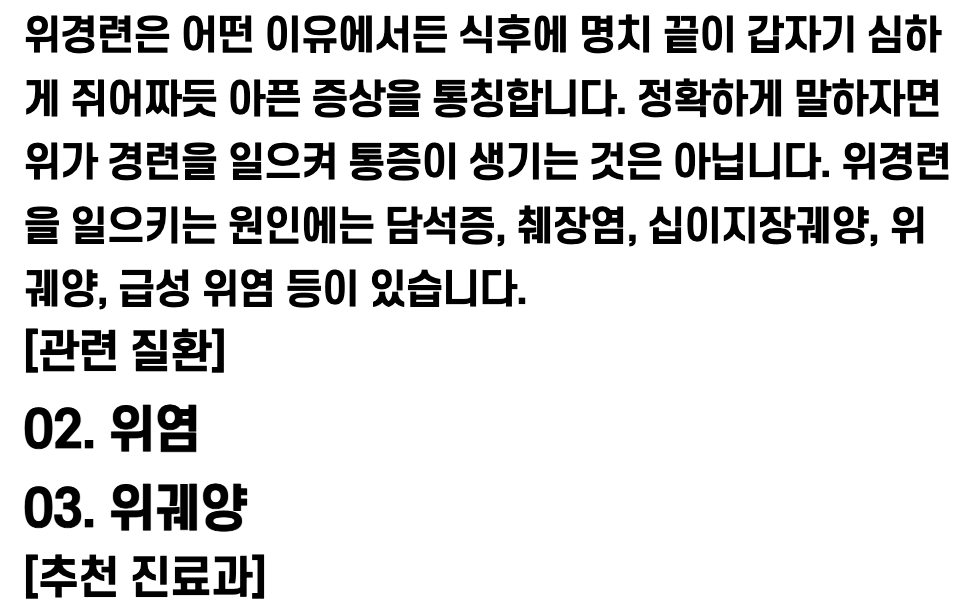 위경련은 어떤 이유에서든 식후에 명치 끝이 갑자기 심하
게 쥐어짜듯 아픈 증상을 통칭합니다. 정확하게 말하자면
위가 경련을 일으켜 통증이 생기는 것은 아닙니다. 위경련
을 일으키는 원인에는 담석증, 췌장염, 십이지장궤양, 위
궤양, 급성 위염 등이 있습니다.
[관련 질환]
02. 위염
03. 위궤양
[추천 진료과]